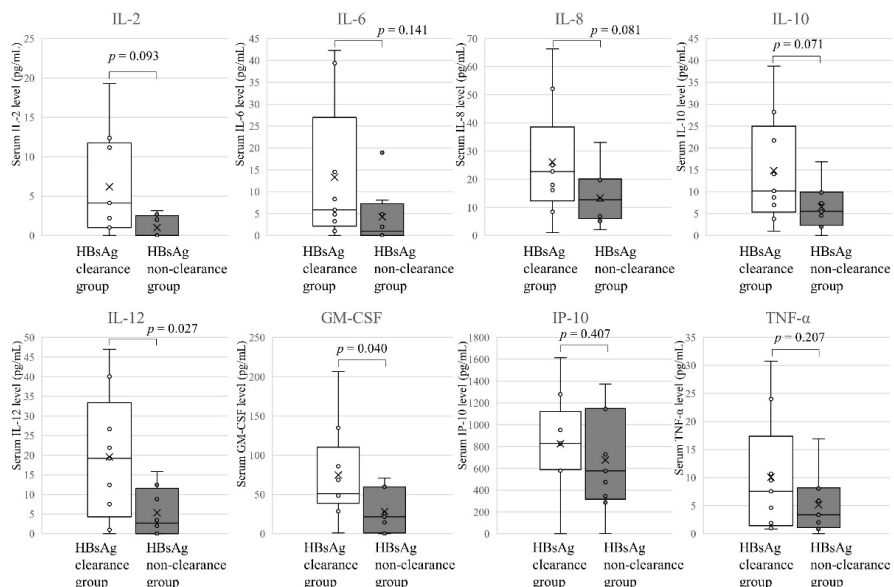 IL-2
Serum IL-2 level (pg/mL)
25
20
15
10
5
0
p = 0.093
HBsAg
clearance
group
HBsAg
non-clearance
group
IL-6
Serum IL-6 level (pg/mL)
45
40
35
30
25
20
15
10
5
0
p = 0.141
HBsAg
clearance
group
HBsAg
non-clearance
group
IL-8
Serum IL-8 level (pg/mL)
70
60
50
40
30
20
10
0
p = 0.081
HBsAg
clearance
group
HBsAg
non-clearance
group
IL-10
Serum IL-10 level (pg/mL)
45
40
35
30
25
20
15
10
5
0
p = 0.071
HBsAg
clearance
group
HBsAg
non-clearance
group
IL-12
Serum IL-12 level (pg/mL)
50
45
40
35
30
25
20
15
10
5
0
p = 0.027
HBsAg
clearance
group
HBsAg
non-clearance
group
GM-CSF
Serum GM-CSF level (pg/mL)
250
200
150
100
50
0
p = 0.040
HBsAg
clearance
group
HBsAg
non-clearance
group
IP-10
Serum IP-10 level (pg/mL)
1800
1600
1400
1200
1000
800
600
400
200
0
p = 0.407
HBsAg
clearance
group
HBsAg
non-clearance
group
TNF-α
Serum TNF-α level (pg/mL)
35
30
25
20
15
10
5
0
p = 0.207
HBsAg
clearance
group
HBsAg
non-clearance
group